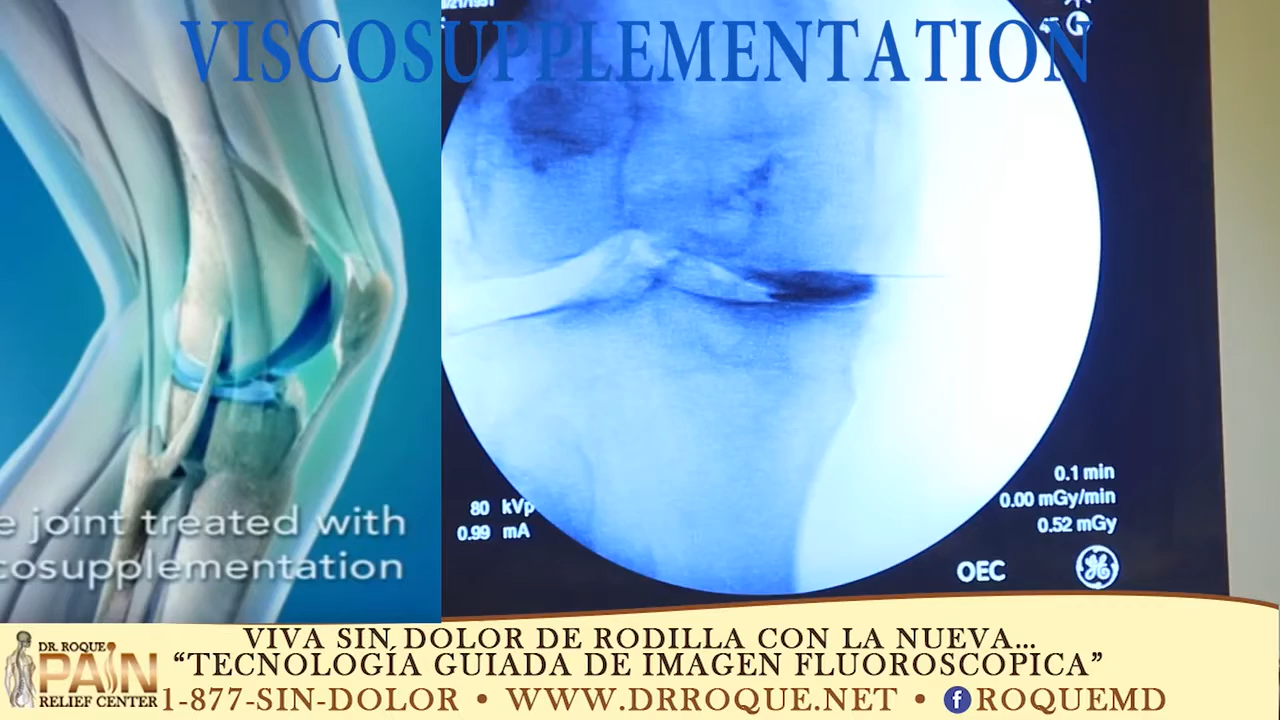 VISCOSUPPLEMENTATION
e joint treated with
cosupplementation
80 kVp
0.99 mA
0.1 min
0.00 mGy/min
0.52 mGy
OEC
VIVA SIN DOLOR DE RODILLA CON LA NUEVA...
“TECNOLOGÍA GUIADA DE IMAGEN FLUOROSCOPICA”
DR. ROQUE
PAIN
RELIEF CENTER
1-877-SIN-DOLOR • WWW.DRROQUE.NET • f ROQUEMD